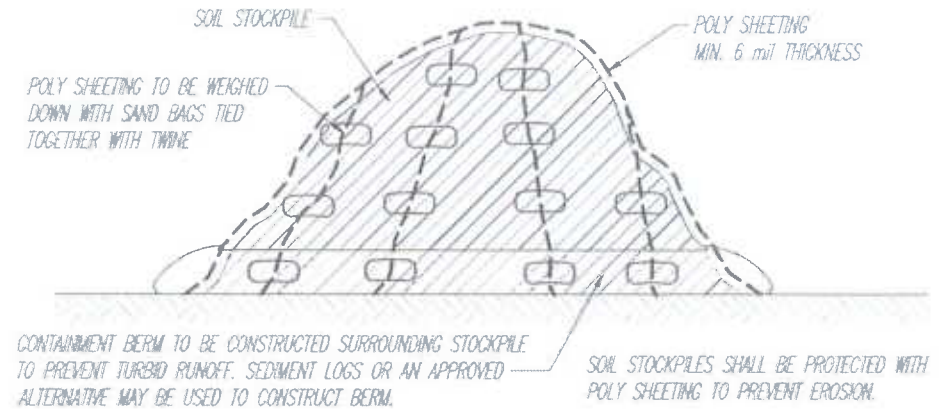 SOIL STOCKPILE
POLY SHEETING
MIN. 6 mil THICKNESS
POLY SHEETING TO BE WEIGHED
DOWN WITH SAND BAGS TIED
TOGETHER WITH TWINE
CONTAINMENT BERM TO BE CONSTRUCTED SURROUNDING STOCKPILE
TO PREVENT TURBID RUNOFF. SEDIMENT LOGS OR AN APPROVED
ALTERNATIVE MAY BE USED TO CONSTRUCT BERM.
SOIL STOCKPILES SHALL BE PROTECTED WITH
POLY SHEETING TO PREVENT EROSION.